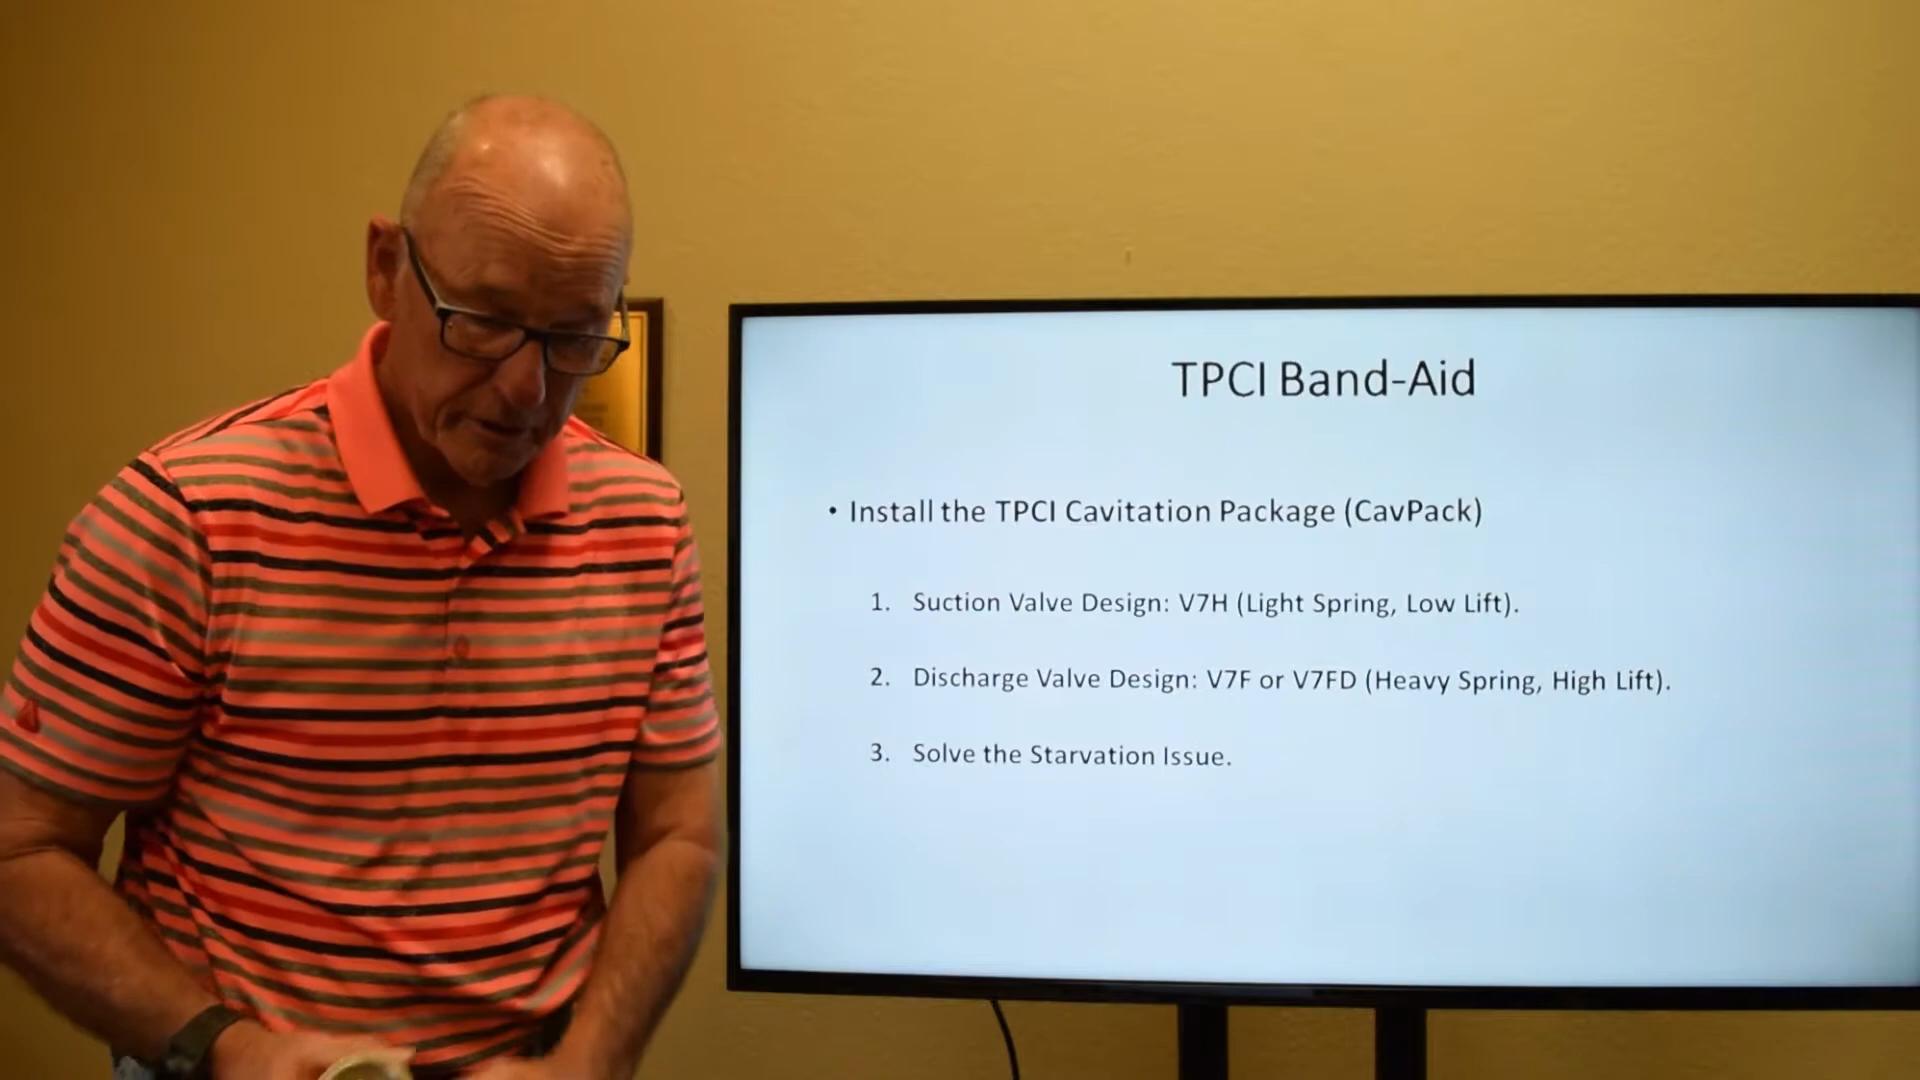 TPCI Band-Aid
• Install the TPCI Cavitation Package (CavPack)
1. Suction Valve Design: V7H (Light Spring, Low Lift).
2. Discharge Valve Design: V7F or V7FD (Heavy Spring, High Lift).
3. Solve the Starvation Issue.